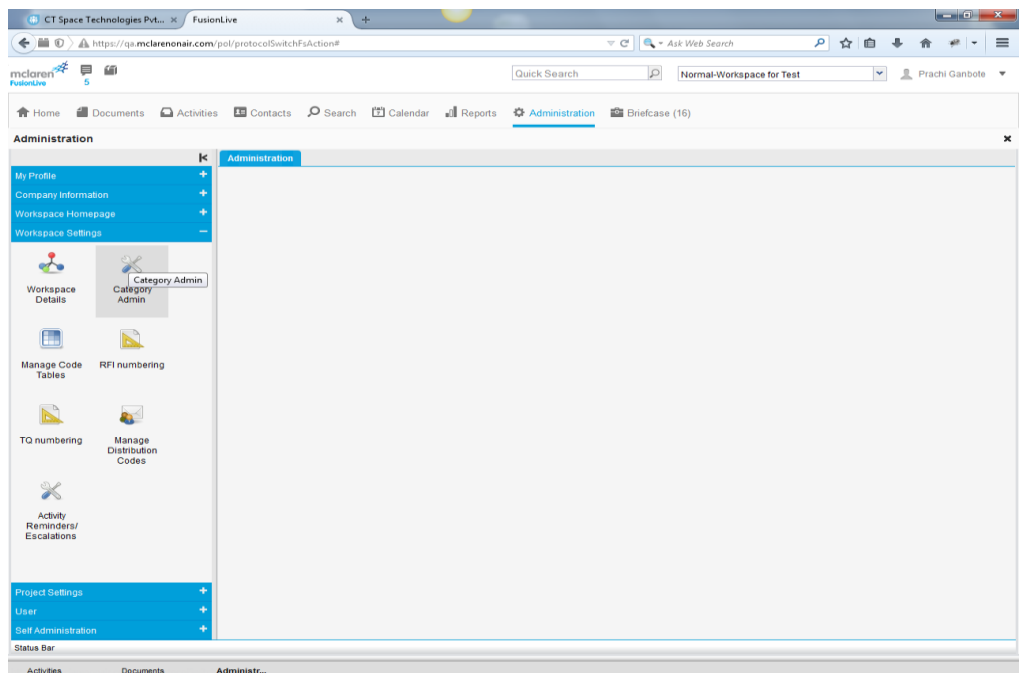 CT Space Technologies Pvt... × FusionLive × +
https://qa.mclarenonair.com/pol/protocolSwitchFsAction#
Ask Web Search
mclaren
FusionLive
5
Quick Search
Normal-Workspace for Test
Prachi Ganbote
Home Documents Activities Contacts Search Calendar Reports Administration Briefcase (16)
Administration
Administration
My Profile +
Company Information +
Workspace Homepage +
Workspace Settings −
Category Admin
Workspace
Details
Category
Admin
Manage Code
Tables
RFI numbering
TQ numbering
Manage
Distribution
Codes
Activity
Reminders/
Escalations
Project Settings +
User +
Self Administration +
Status Bar
Activities Documents Administr...